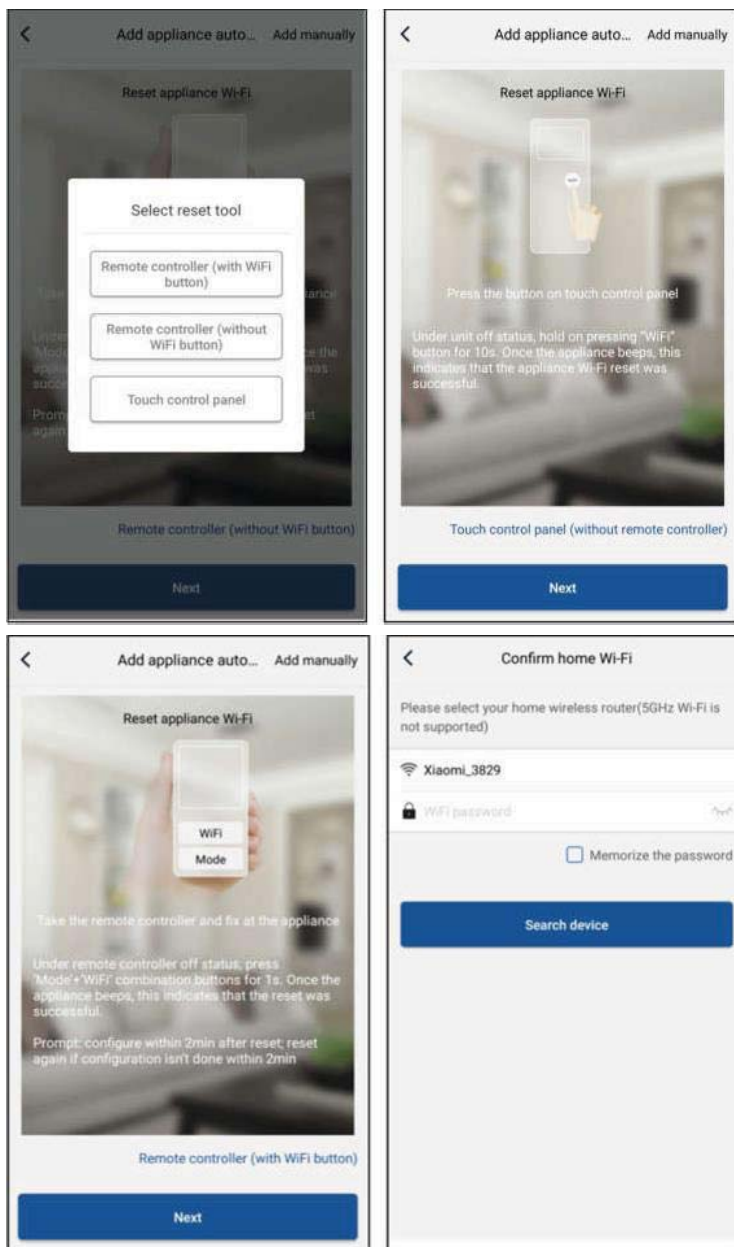 Add appliance auto... Add manually
Reset appliance Wi-Fi
Select reset tool
Remote controller (with WiFi
button)
Remote controller (without
WiFi button)
Touch control panel
Remote controller (without WiFi button)
Next
Add appliance auto... Add manually
Reset appliance Wi-Fi
Press the button on touch control panel
Under unit off status, hold on pressing "WiFi"
button for 10s. Once the appliance beeps, this
indicates that the appliance Wi-Fi reset was
successful.
Touch control panel (without remote controller)
Next
Add appliance auto... Add manually
Reset appliance Wi-Fi
WiFi
Mode
Take the remote controller and fix at the appliance
Under remote controller off status, press
'Mode'+'WiFi' combination buttons for 1s. Once the
appliance beeps, this indicates that the reset was
successful.
Prompt: configure within 2min after reset; reset
again if configuration isn't done within 2min
Remote controller (with WiFi button)
Next
Confirm home Wi-Fi
Please select your home wireless router(5GHz Wi-Fi is
not supported)
Xiaomi_3829
WiFi password
Memorize the password
Search device